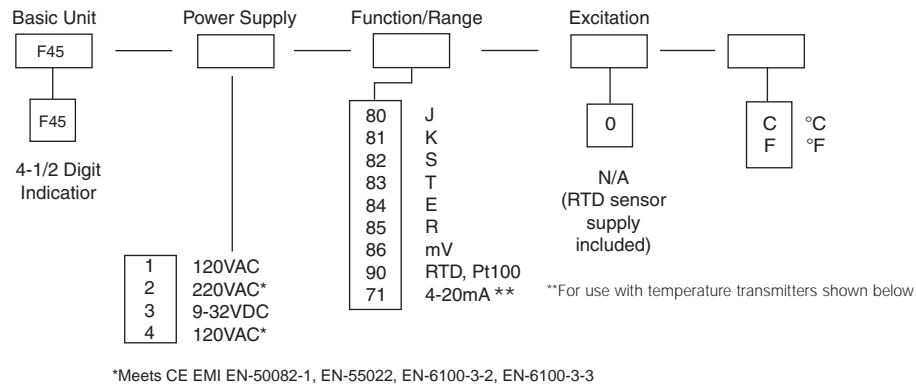 Basic Unit Power Supply Function/Range Excitation
F45
F45
4-1/2 Digit
Indicatior
1 120VAC
2 220VAC*
3 9-32VDC
4 120VAC*
80 J
81 K
82 S
83 T
84 E
85 R
86 mV
90 RTD, Pt100
71 4-20mA **
0
N/A
(RTD sensor
supply
included)
C °C
F °F
**For use with temperature transmitters shown below
*Meets CE EMI EN-50082-1, EN-55022, EN-6100-3-2, EN-6100-3-3